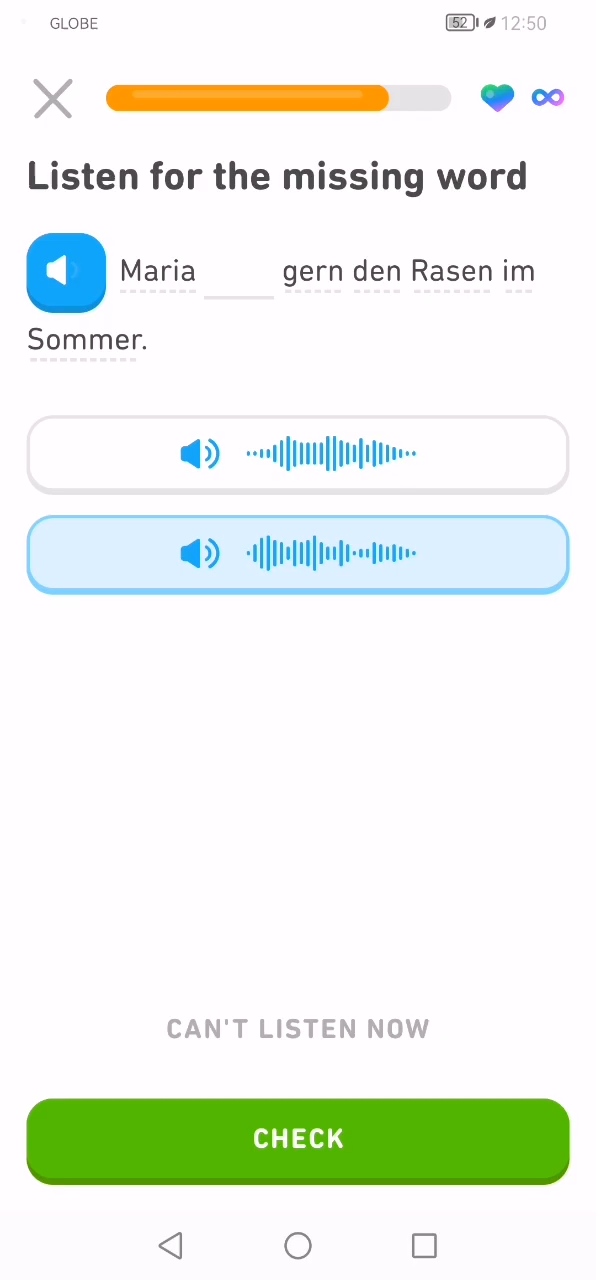 GLOBE 52 12:50
Listen for the missing word
Maria ____ gern den Rasen im
Sommer.
CAN'T LISTEN NOW
CHECK